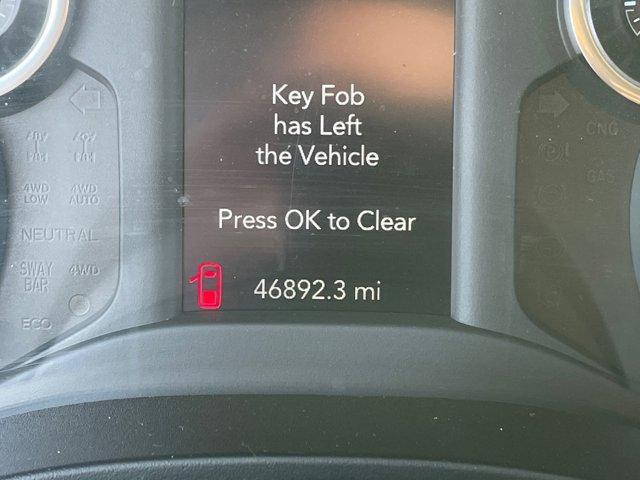 Key Fob
has Left
the Vehicle
Press OK to Clear
46892.3 mi
4WD
LOW
4WD
AUTO
NEUTRAL
SWAY
BAR
4WD
ECO
CNG
GAS